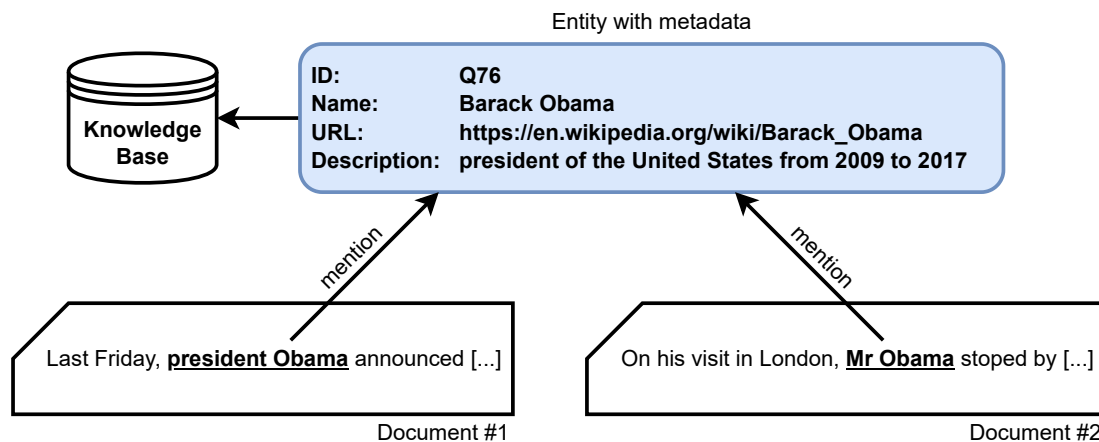 Entity with metadata
Knowledge
Base
ID: Q76
Name: Barack Obama
URL: https://en.wikipedia.org/wiki/Barack_Obama
Description: president of the United States from 2009 to 2017
mention
mention
Last Friday, president Obama announced [...]
Document #1
On his visit in London, Mr Obama stoped by [...]
Document #2